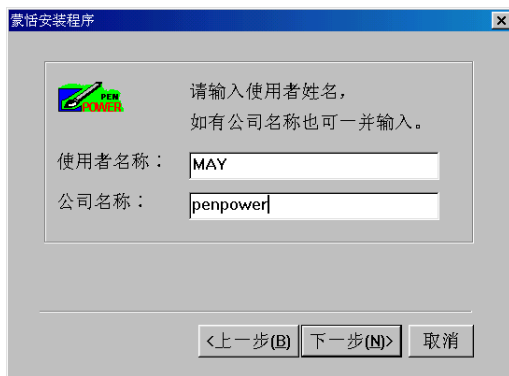 蒙恬安装程序
PEN
POWER
请输入使用者姓名，
如有公司名称也可一并输入。
使用者名称： MAY
公司名称： penpower
<上一步(B) 下一步(N)> 取消